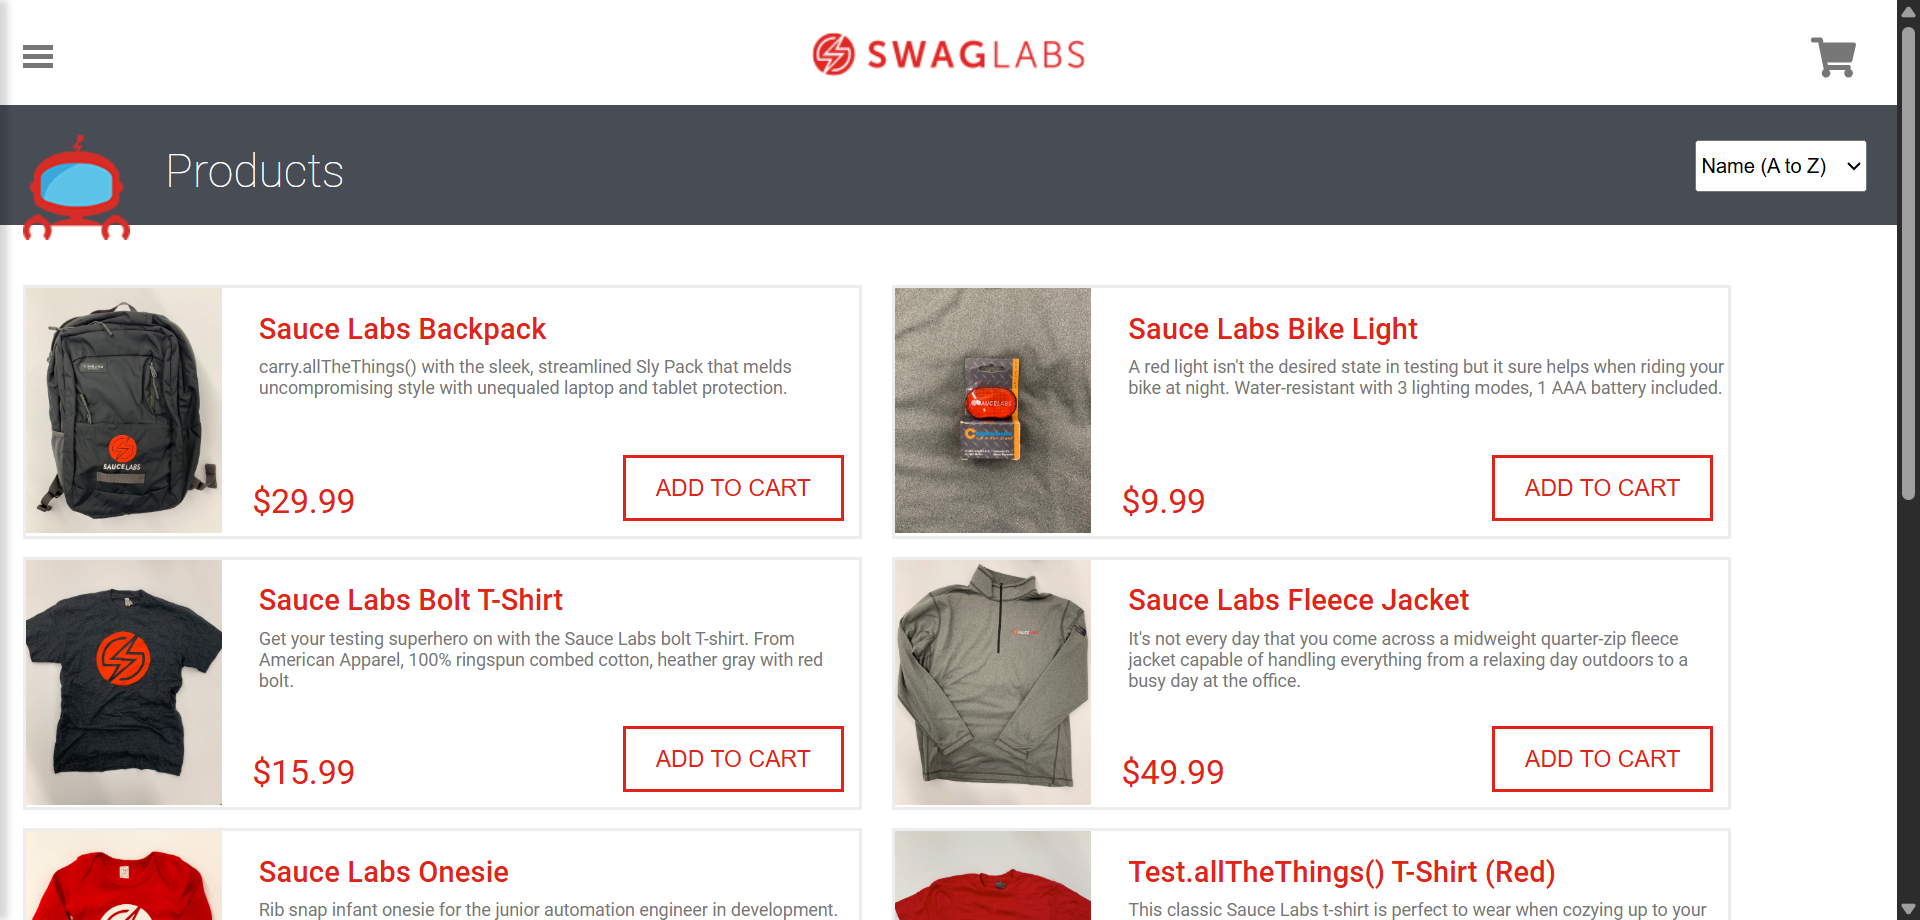 SWAGLABS
Products
Name (A to Z)
Sauce Labs Backpack
carry.allTheThings() with the sleek, streamlined Sly Pack that melds
uncompromising style with unequaled laptop and tablet protection.
$29.99
ADD TO CART
SAUCELABS
Sauce Labs Bike Light
A red light isn't the desired state in testing but it sure helps when riding your
bike at night. Water-resistant with 3 lighting modes, 1 AAA battery included.
$9.99
ADD TO CART
SAUCELABS
Sauce Labs Bolt T-Shirt
Get your testing superhero on with the Sauce Labs bolt T-shirt. From
American Apparel, 100% ringspun combed cotton, heather gray with red
bolt.
$15.99
ADD TO CART
Sauce Labs Fleece Jacket
It's not every day that you come across a midweight quarter-zip fleece
jacket capable of handling everything from a relaxing day outdoors to a
busy day at the office.
$49.99
ADD TO CART
Sauce Labs Onesie
Rib snap infant onesie for the junior automation engineer in development.
Test.allTheThings() T-Shirt (Red)
This classic Sauce Labs t-shirt is perfect to wear when cozying up to your